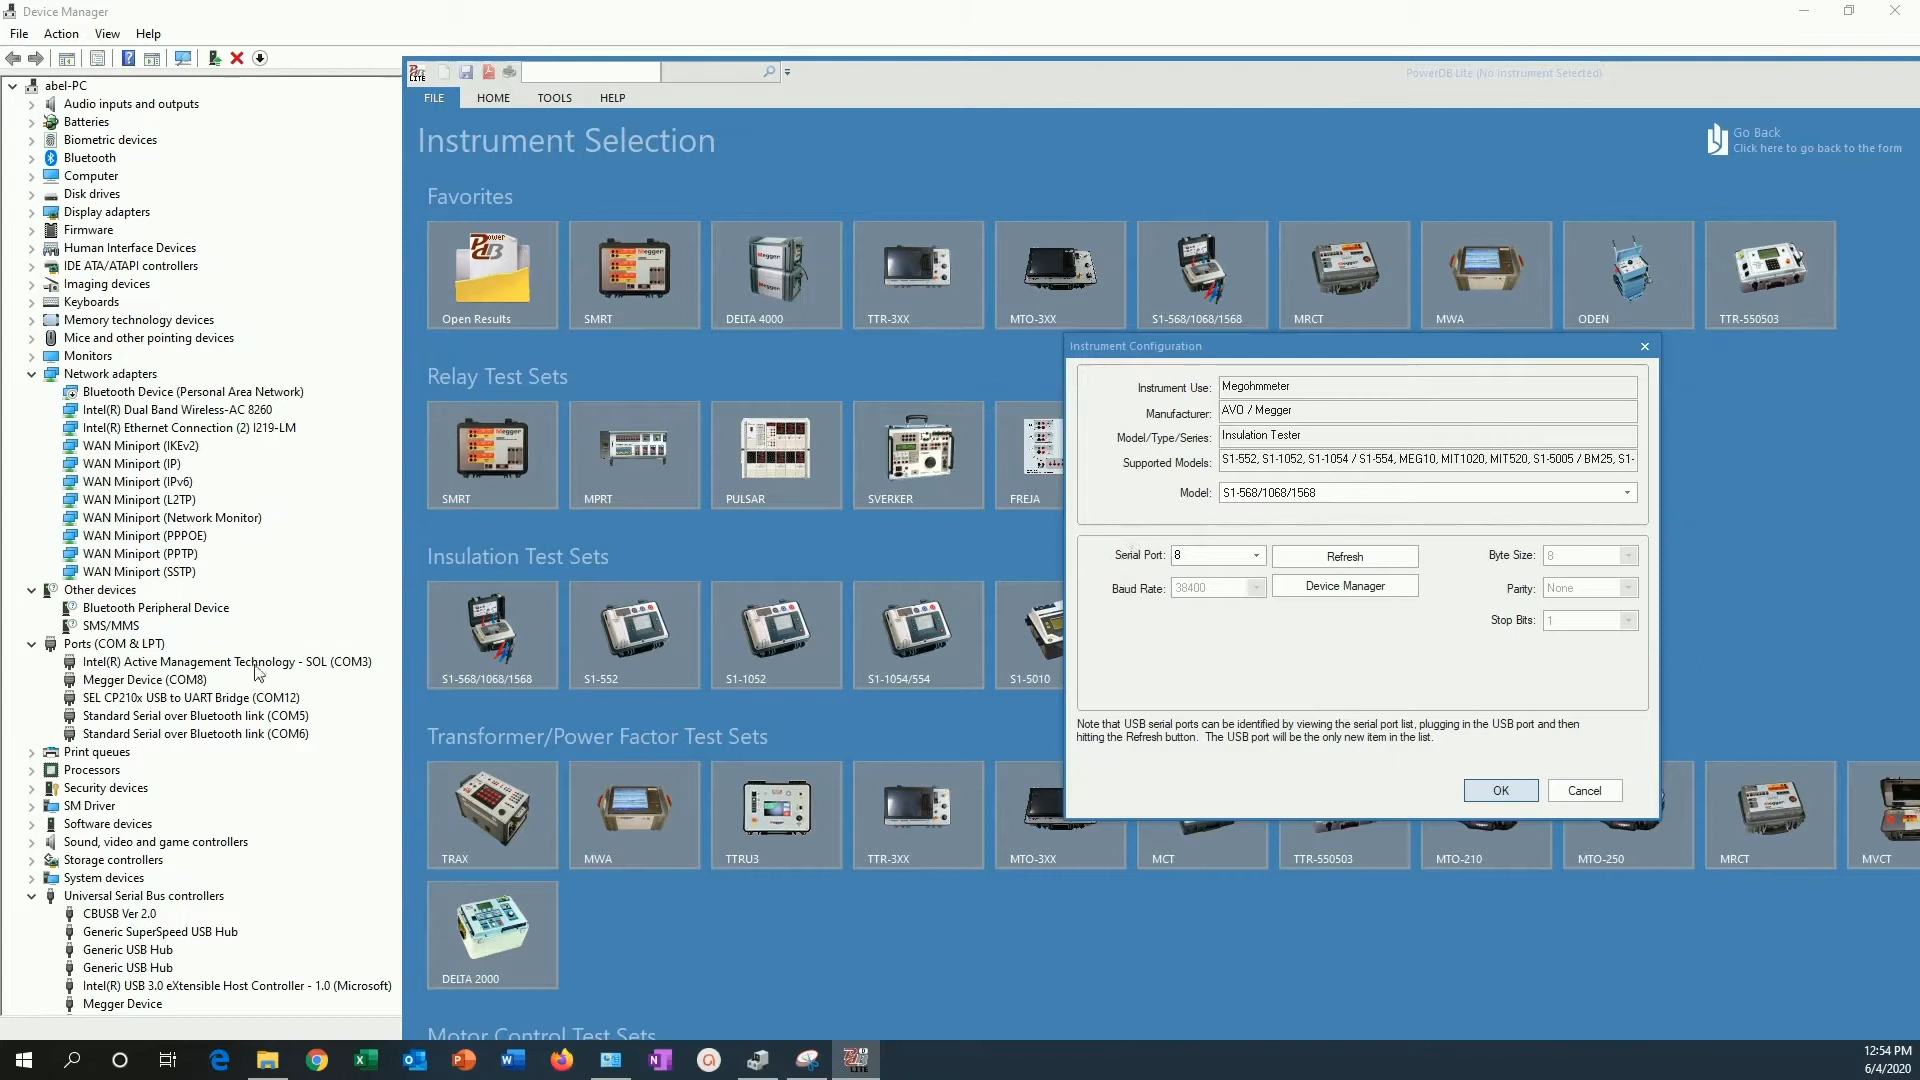 Device Manager
File Action View Help
abel-PC
Audio inputs and outputs
Batteries
Biometric devices
Bluetooth
Computer
Disk drives
Display adapters
Firmware
Human Interface Devices
IDE ATA/ATAPI controllers
Imaging devices
Keyboards
Memory technology devices
Mice and other pointing devices
Monitors
Network adapters
Bluetooth Device (Personal Area Network)
Intel(R) Dual Band Wireless-AC 8260
Intel(R) Ethernet Connection (2) I219-LM
WAN Miniport (IKEv2)
WAN Miniport (IP)
WAN Miniport (IPv6)
WAN Miniport (L2TP)
WAN Miniport (Network Monitor)
WAN Miniport (PPPOE)
WAN Miniport (PPTP)
WAN Miniport (SSTP)
Other devices
Bluetooth Peripheral Device
SMS/MMS
Ports (COM & LPT)
Intel(R) Active Management Technology - SOL (COM3)
Megger Device (COM8)
SEL CP210x USB to UART Bridge (COM12)
Standard Serial over Bluetooth link (COM5)
Standard Serial over Bluetooth link (COM6)
Print queues
Processors
Security devices
SM Driver
Software devices
Sound, video and game controllers
Storage controllers
System devices
Universal Serial Bus controllers
CBUSB Ver 2.0
Generic SuperSpeed USB Hub
Generic USB Hub
Generic USB Hub
Intel(R) USB 3.0 eXtensible Host Controller - 1.0 (Microsoft)
Megger Device
PowerDB Lite (No Instrument Selected)
FILE HOME TOOLS HELP
Instrument Selection
Go Back
Click here to go back to the form
Favorites
Open Results SMRT DELTA 4000 TTR-3XX MTO-3XX S1-568/1068/1568 MRCT MWA ODEN TTR-550503
Relay Test Sets
SMRT MPRT PULSAR SVERKER FREJA
Insulation Test Sets
S1-568/1068/1568 S1-552 S1-1052 S1-1054/554 S1-5010
Transformer/Power Factor Test Sets
TRAX MWA TTRU3 TTR-3XX MTO-3XX MCT TTR-550503 MTO-210 MTO-250 MRCT MVCT
DELTA 2000
Motor Control Test Sets
Instrument Configuration
Instrument Use: Megohmmeter
Manufacturer: AVO / Megger
Model/Type/Series: Insulation Tester
Supported Models: S1-552, S1-1052, S1-1054 / S1-554, MEG10, MIT1020, MIT520, S1-5005 / BM25, S1-
Model: S1-568/1068/1568
Serial Port: 8 Refresh Byte Size: 8
Baud Rate: 38400 Device Manager Parity: None
Stop Bits: 1
Note that USB serial ports can be identified by viewing the serial port list, plugging in the USB port and then
hitting the Refresh button. The USB port will be the only new item in the list.
OK Cancel
12:54 PM
6/4/2020